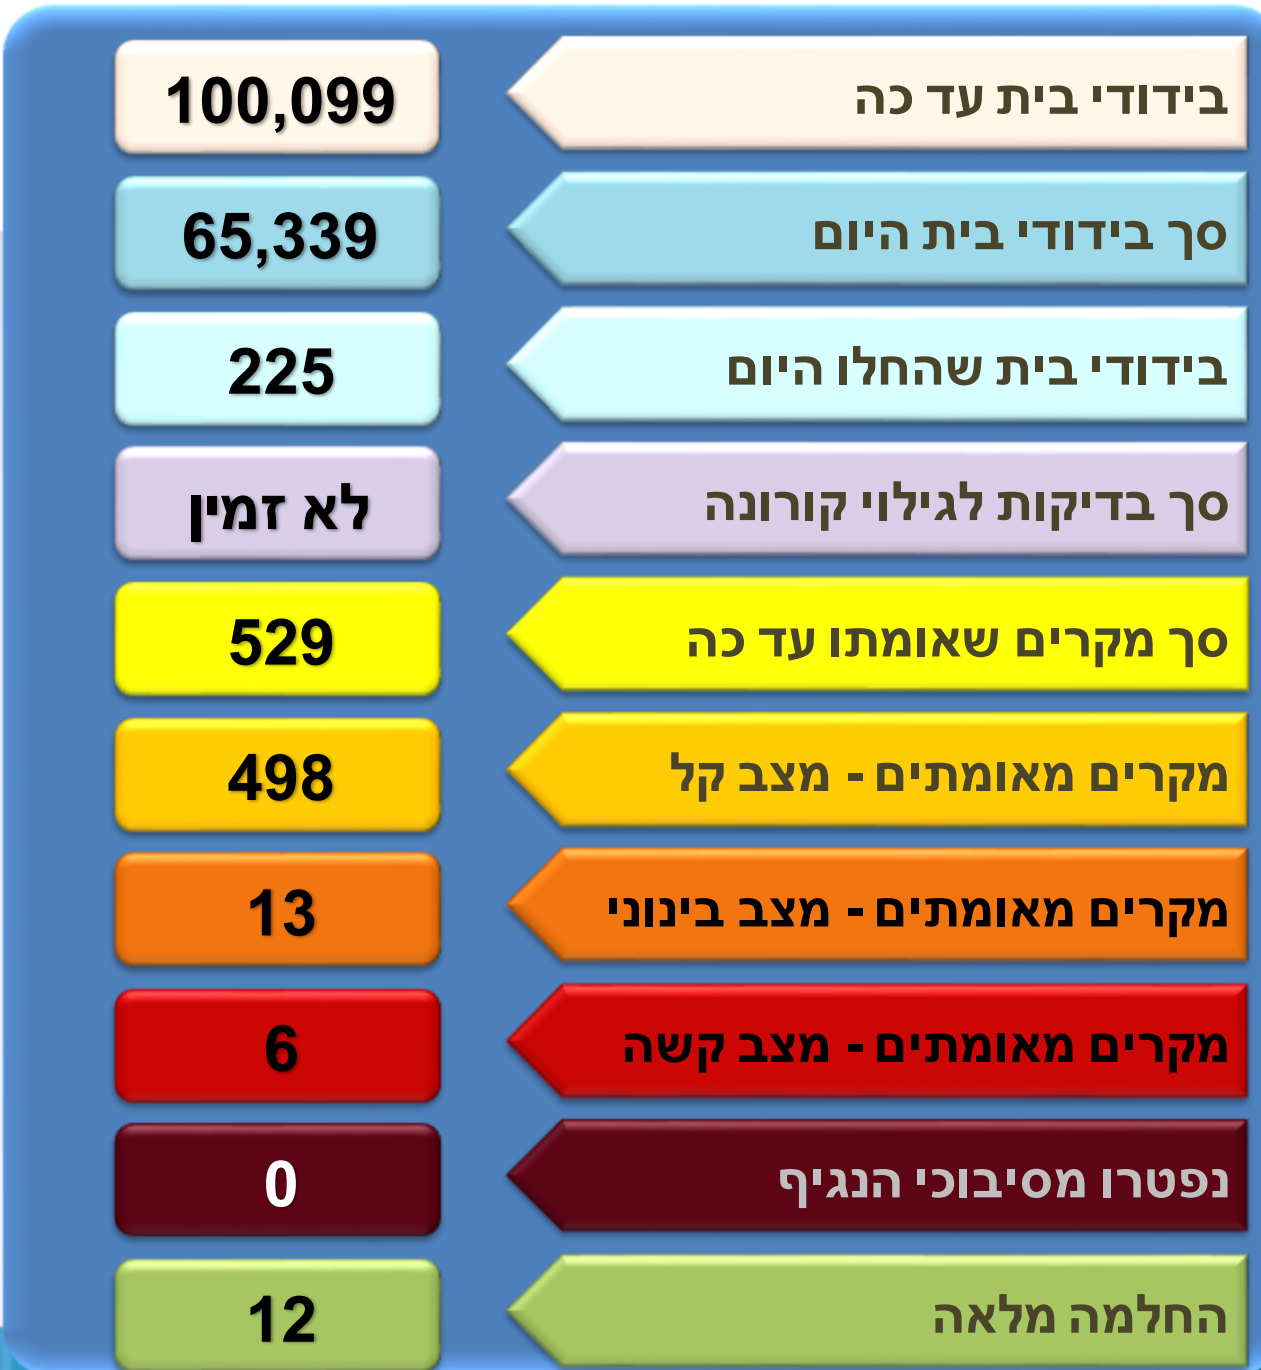 בידודי בית עד כה
100,099
סך בידודי בית היום
65,339
בידודי בית שהחלו היום
225
סך בדיקות לגילוי קורונה
לא זמין
סך מקרים שאומתו עד כה
529
מקרים מאומתים - מצב קל
498
מקרים מאומתים - מצב בינוני
13
מקרים מאומתים - מצב קשה
6
נפטרו מסיבוכי הנגיף
0
החלמה מלאה
12